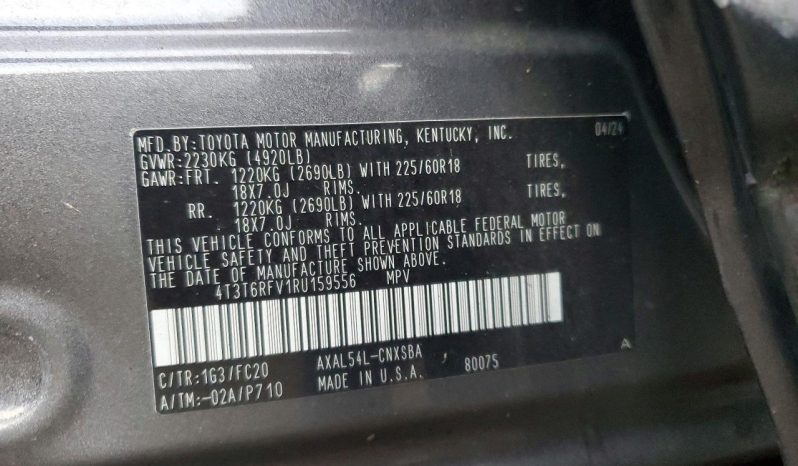 MFD.BY:TOYOTA MOTOR MANUFACTURING, KENTUCKY, INC. 04/24
GVWR:2230KG (4920LB)
GAWR:FRT. 1220KG (2690LB) WITH 225/60R18 TIRES,
18X7.0J RIMS.
RR. 1220KG (2690LB) WITH 225/60R18 TIRES,
18X7.0J RIMS.
THIS VEHICLE CONFORMS TO ALL APPLICABLE FEDERAL MOTOR
VEHICLE SAFETY AND THEFT PREVENTION STANDARDS IN EFFECT ON
THE DATE OF MANUFACTURE SHOWN ABOVE.
4T3T6RFV1RU159556 MPV
C/TR:1G3/FC20 AXAL54L-CNXSBA
A/TM:-02A/P710 MADE IN U.S.A. 80075 A